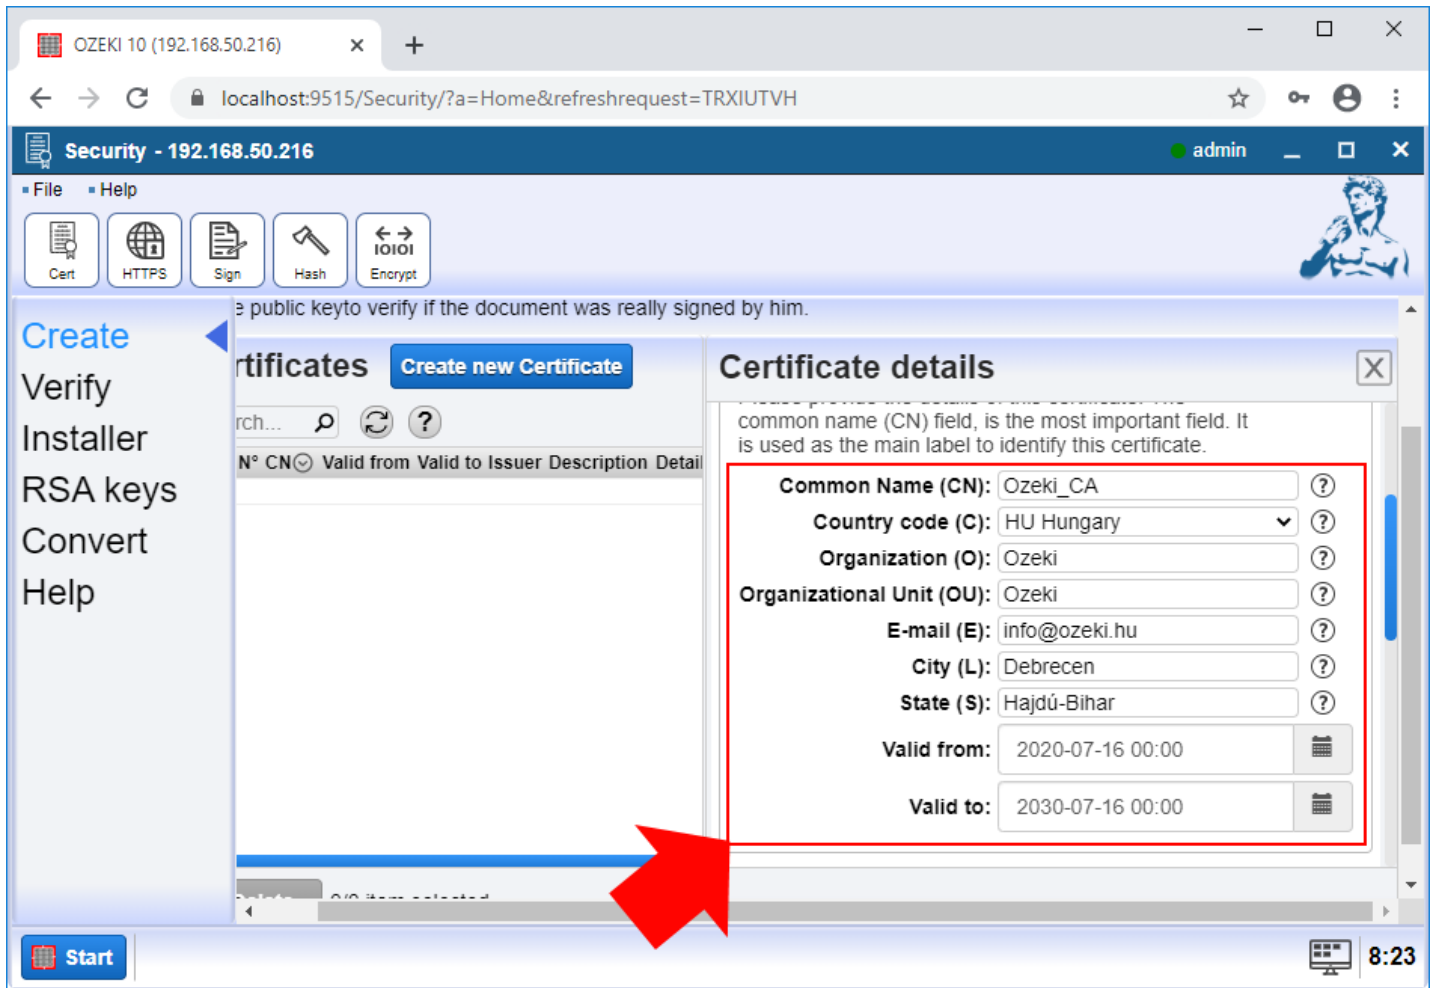 OZEKI 10 (192.168.50.216)
localhost:9515/Security/?a=Home&refreshrequest=TRXIUTVH
Security - 192.168.50.216
admin
File Help
Cert HTTPS Sign Hash Encrypt
IOIOI
Create
Verify
Installer
RSA keys
Convert
Help
public keyto verify if the document was really signed by him.
rtificates
Create new Certificate
rch...
N° CN Valid from Valid to Issuer Description Detail
Certificate details
X
common name (CN) field, is the most important field. It
is used as the main label to identify this certificate.
Common Name (CN): Ozeki_CA
Country code (C): HU Hungary
Organization (O): Ozeki
Organizational Unit (OU): Ozeki
E-mail (E): info@ozeki.hu
City (L): Debrecen
State (S): Hajdú-Bihar
Valid from: 2020-07-16 00:00
Valid to: 2030-07-16 00:00
Start
8:23